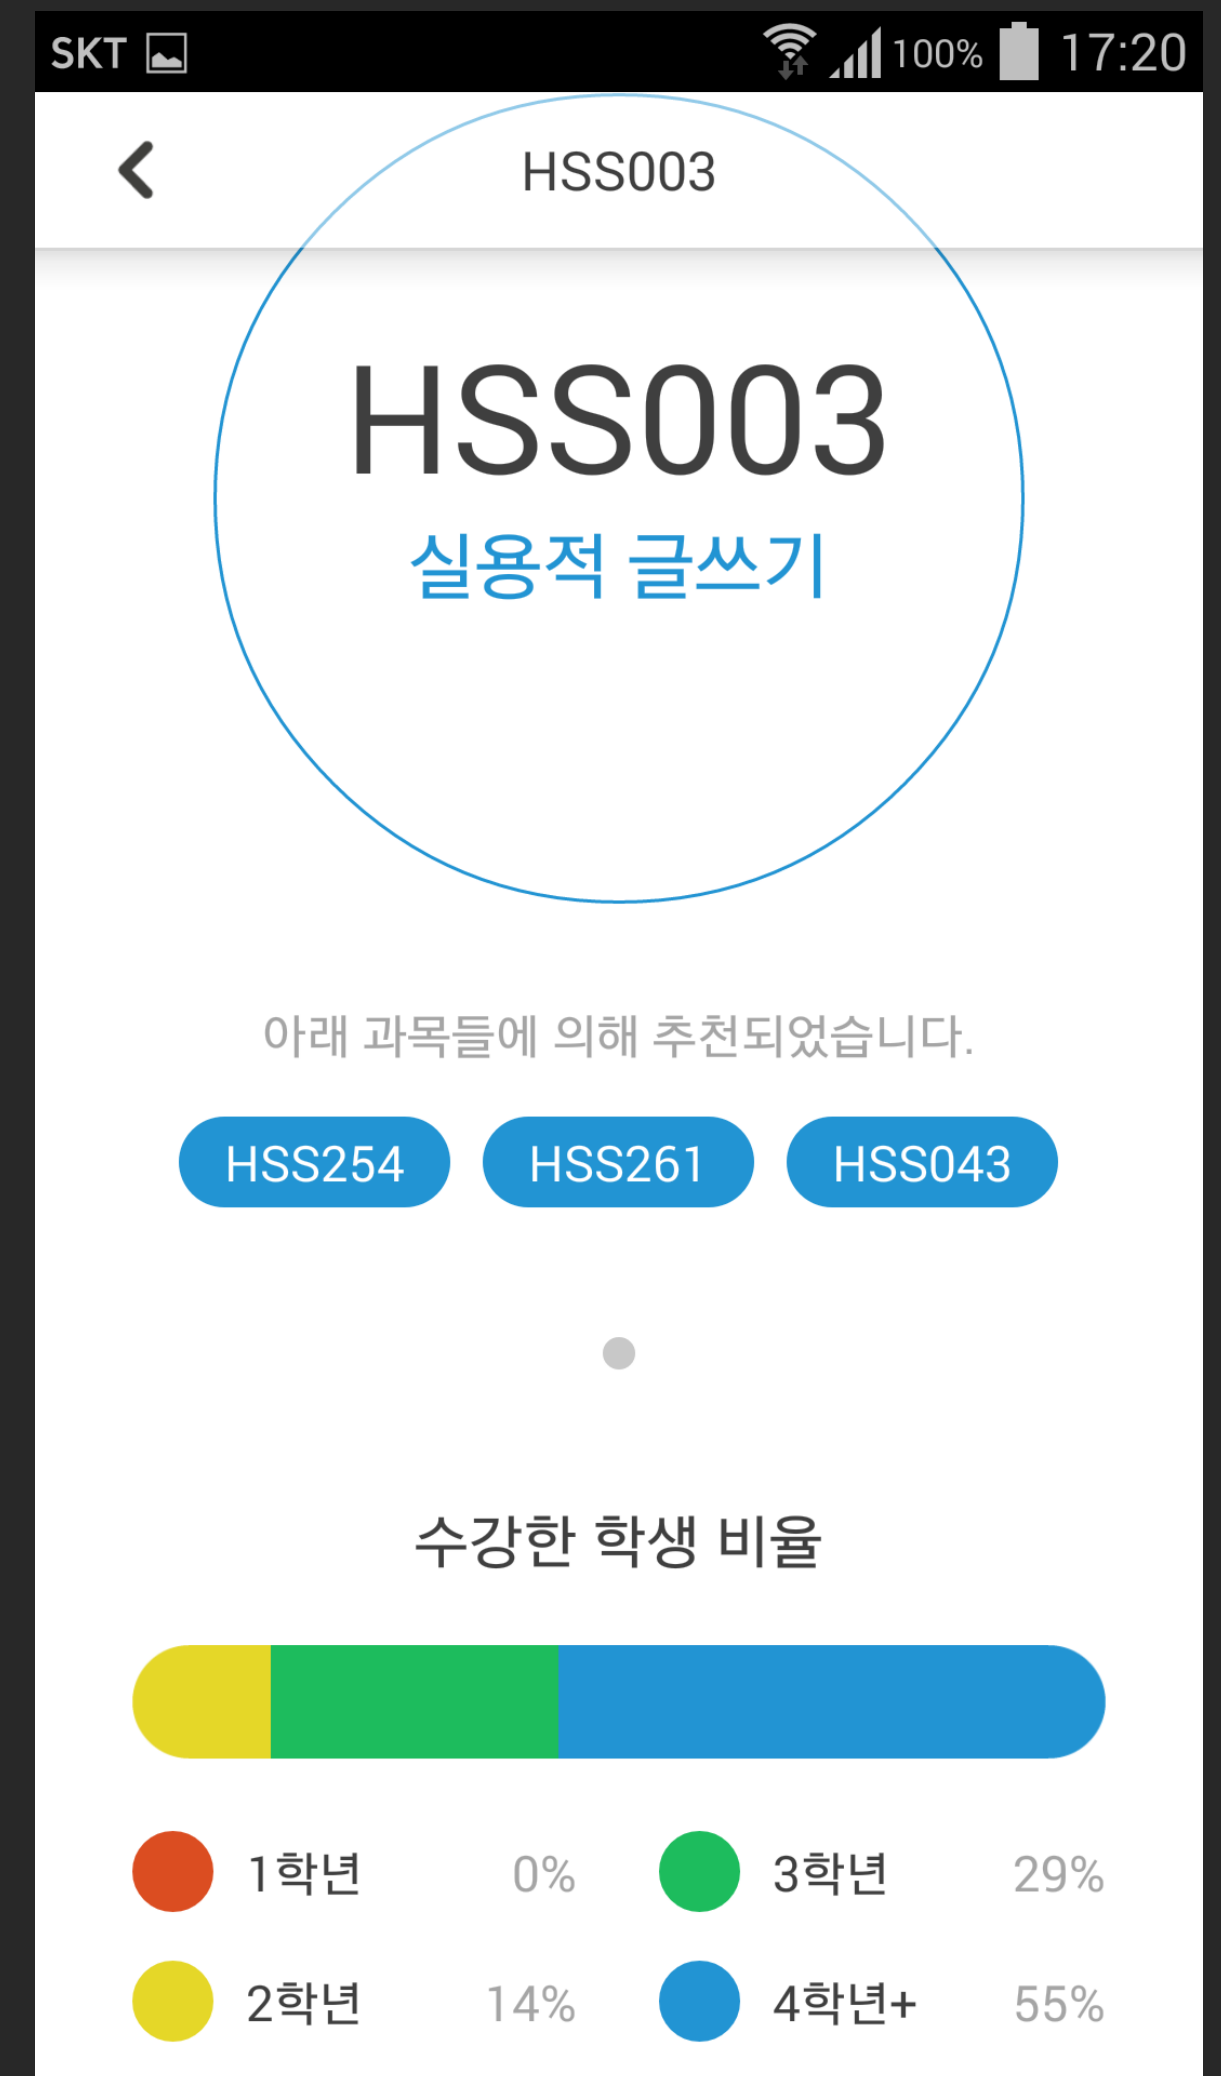 SKT 100% 17:20
HSS003
HSS003
실용적 글쓰기
아래 과목들에 의해 추천되었습니다.
HSS254 HSS261 HSS043
수강한 학생 비율
1학년 0% 3학년 29%
2학년 14% 4학년+ 55%